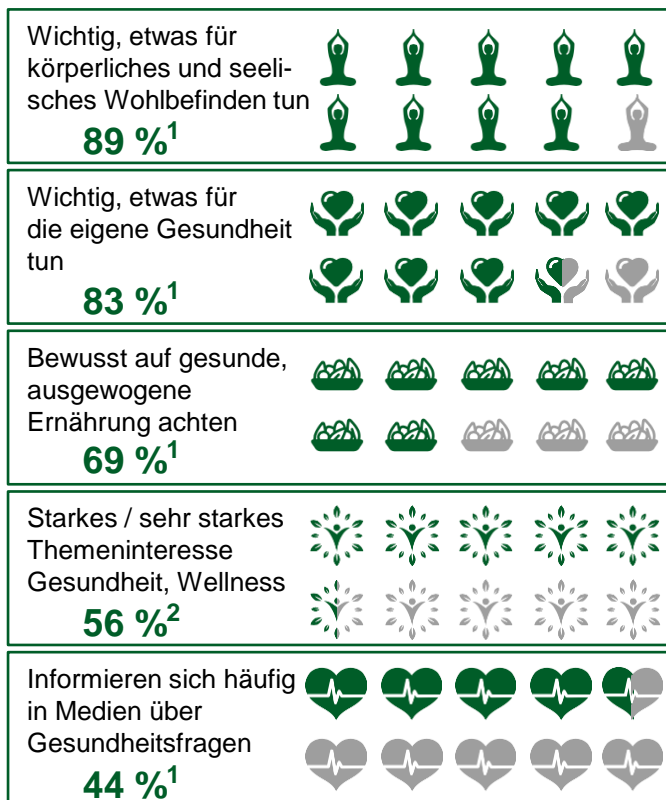 Wichtig, etwas für
körperliches und seeli-
sches Wohlbefinden tun
89 %¹
Wichtig, etwas für
die eigene Gesundheit
tun
83 %¹
Bewusst auf gesunde,
ausgewogene
Ernährung achten
69 %¹
Starkes / sehr starkes
Themeninteresse
Gesundheit, Wellness
56 %²
Informieren sich häufig
in Medien über
Gesundheitsfragen
44 %¹